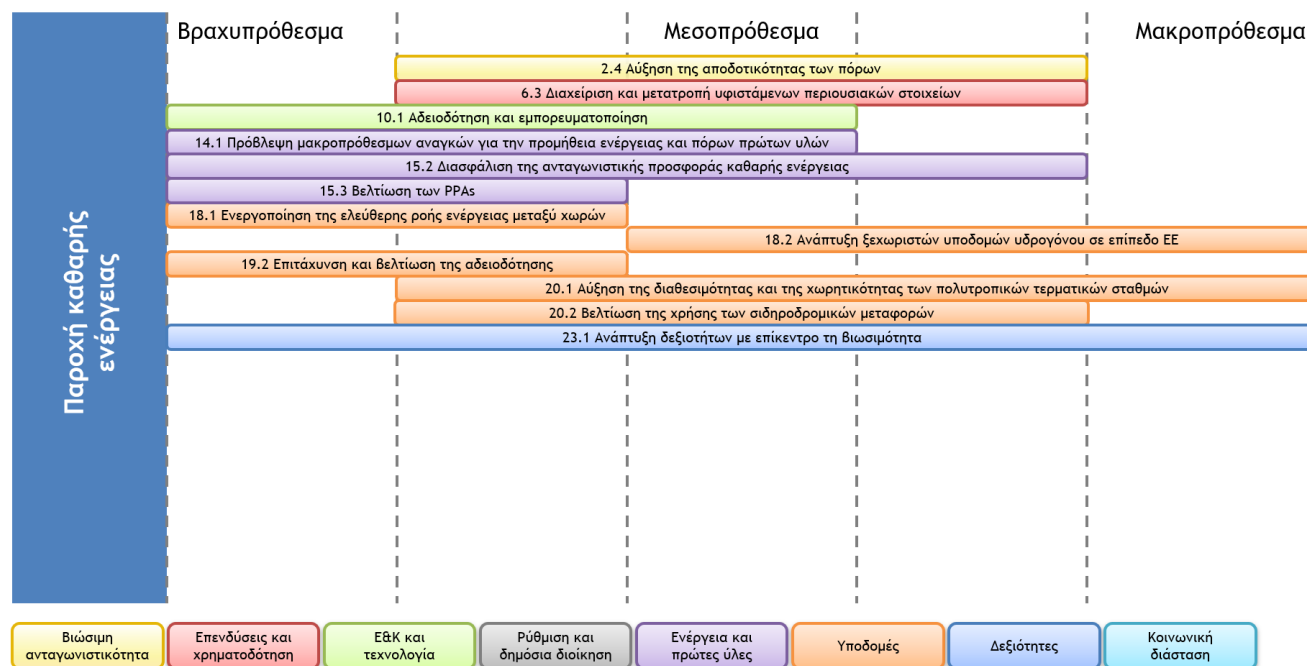 Βραχυπρόθεσμα
Μεσοπρόθεσμα
Μακροπρόθεσμα
Παροχή καθαρής
ενέργειας
2.4 Αύξηση της αποδοτικότητας των πόρων
6.3 Διαχείριση και μετατροπή υφιστάμενων περιουσιακών στοιχείων
10.1 Αδειοδότηση και εμπορευματοποίηση
14.1 Πρόβλεψη μακροπρόθεσμων αναγκών για την προμήθεια ενέργειας και πόρων πρώτων υλών
15.2 Διασφάλιση της ανταγωνιστικής προσφοράς καθαρής ενέργειας
15.3 Βελτίωση των PPAs
18.1 Ενεργοποίηση της ελεύθερης ροής ενέργειας μεταξύ χωρών
18.2 Ανάπτυξη ξεχωριστών υποδομών υδρογόνου σε επίπεδο ΕΕ
19.2 Επιτάχυνση και βελτίωση της αδειοδότησης
20.1 Αύξηση της διαθεσιμότητας και της χωρητικότητας των πολυτροπικών τερματικών σταθμών
20.2 Βελτίωση της χρήσης των σιδηροδρομικών μεταφορών
23.1 Ανάπτυξη δεξιοτήτων με επίκεντρο τη βιωσιμότητα
Βιώσιμη
ανταγωνιστικότητα
Επενδύσεις και
χρηματοδότηση
Ε&Κ και
τεχνολογία
Ρύθμιση και
δημόσια διοίκηση
Ενέργεια και
πρώτες ύλες
Υποδομές
Δεξιότητες
Κοινωνική
διάσταση